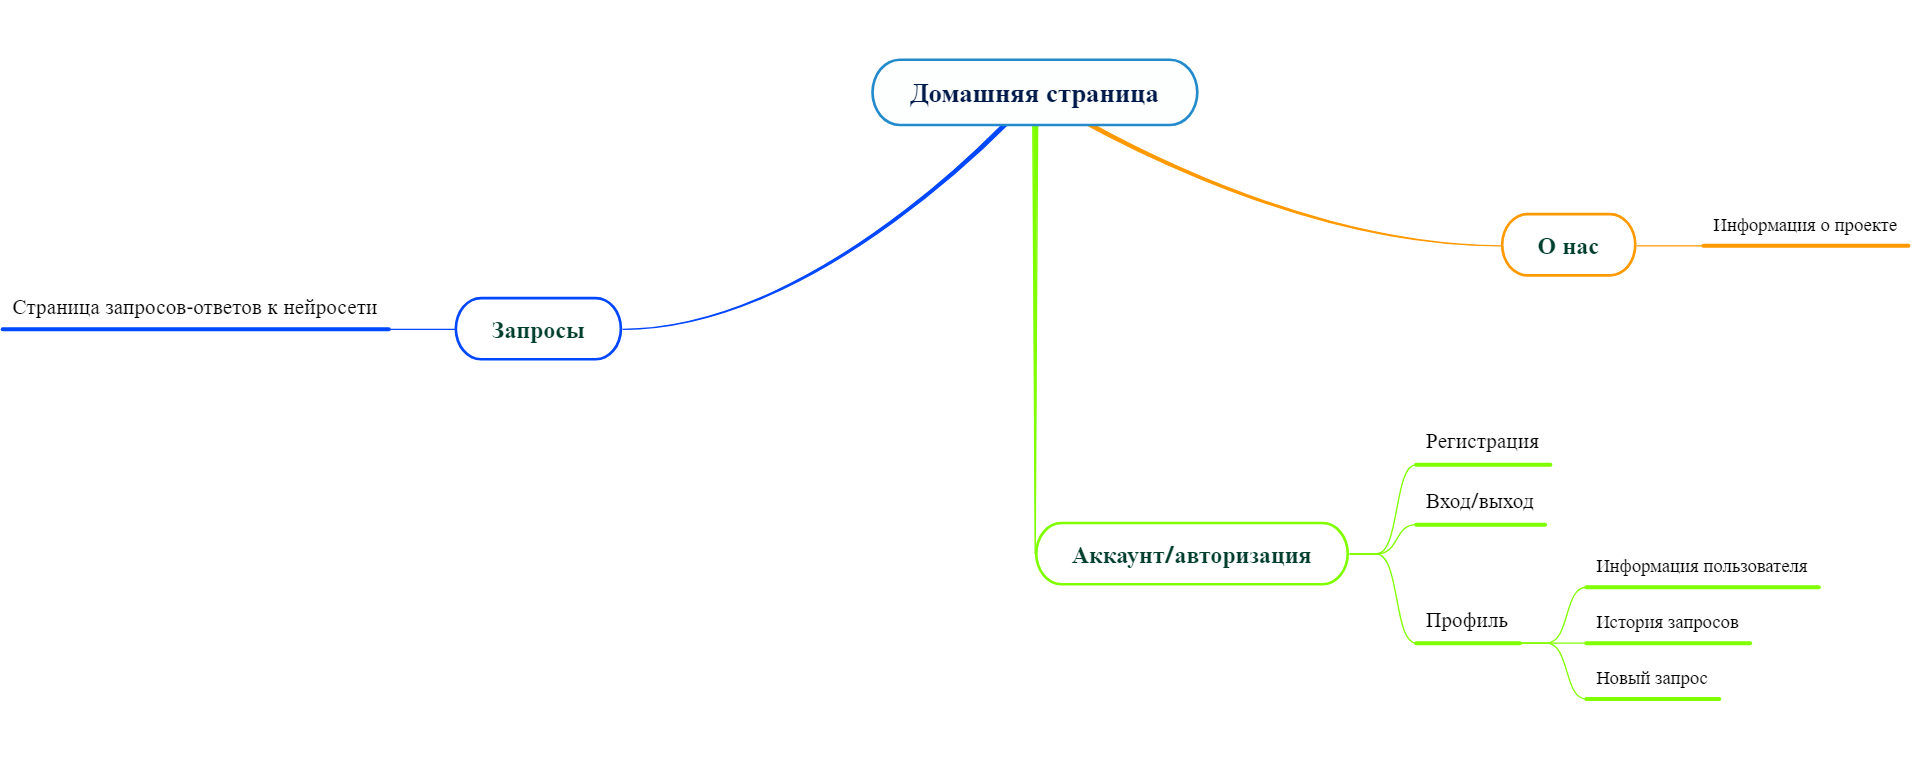 Домашняя страница
О нас
Информация о проекте
Страница запросов-ответов к нейросети
Запросы
Аккаунт/авторизация
Регистрация
Вход/выход
Профиль
Информация пользователя
История запросов
Новый запрос